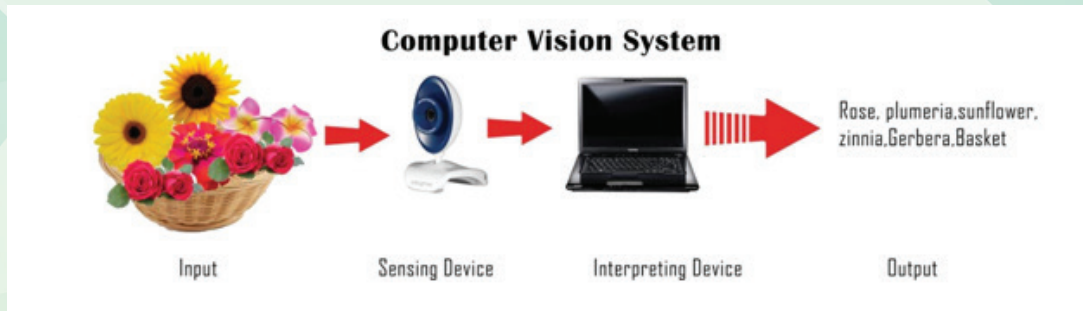 Computer Vision System
Rose, plumeria,sunflower,
zinnia,Gerbera,Basket
Input
Sensing Device
Interpreting Device
Output